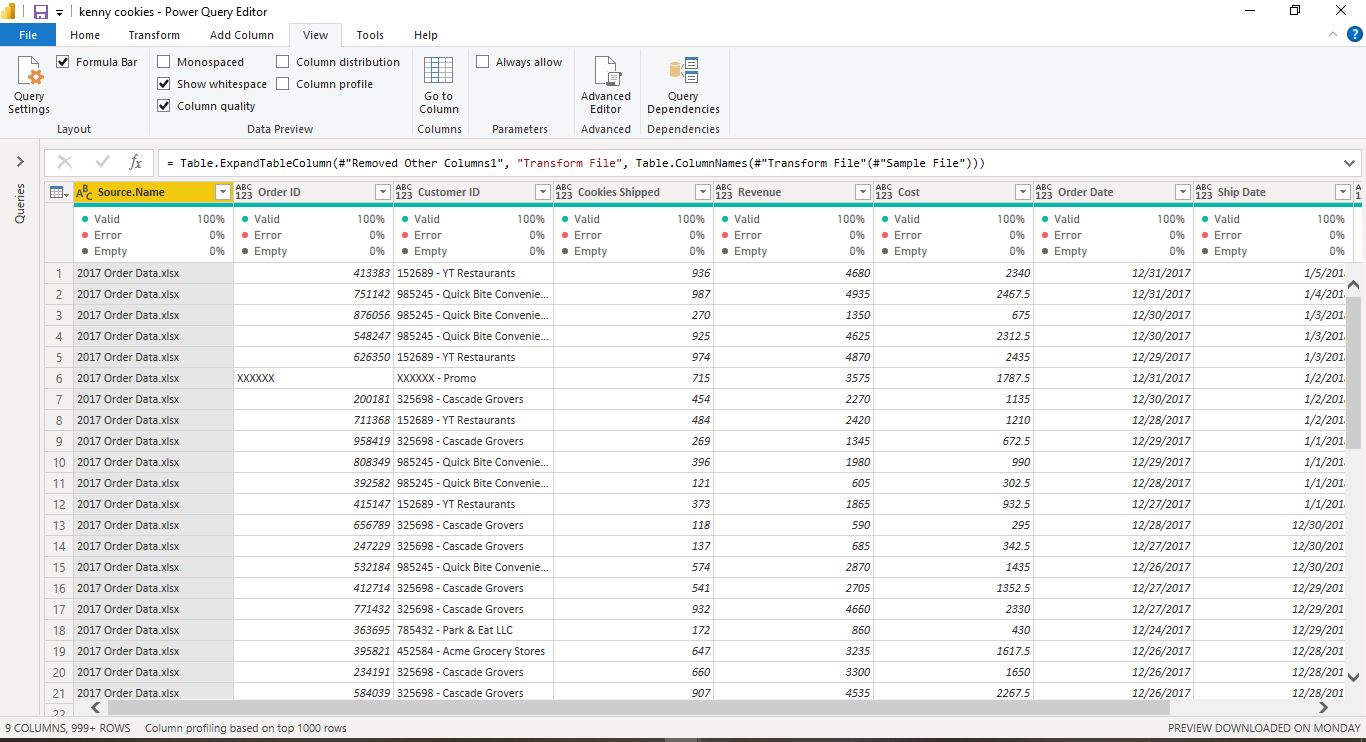 kenny cookies - Power Query Editor
File Home Transform Add Column View Tools Help
Formula Bar Monospaced Column distribution Always allow
Show whitespace Column profile
Query Settings Column quality Go to Column Advanced Editor Query Dependencies
Layout Data Preview Columns Parameters Advanced Dependencies
Queries
fx = Table.ExpandTableColumn(#"Removed Other Columns1", "Transform File", Table.ColumnNames(#"Transform File"(#"Sample File")))
ABC Source.Name ABC 123 Order ID ABC 123 Customer ID ABC 123 Cookies Shipped ABC 123 Revenue ABC 123 Cost ABC 123 Order Date ABC 123 Ship Date
Valid 100% Valid 100% Valid 100% Valid 100% Valid 100% Valid 100% Valid 100% Valid 100%
Error 0% Error 0% Error 0% Error 0% Error 0% Error 0% Error 0% Error 0%
Empty 0% Empty 0% Empty 0% Empty 0% Empty 0% Empty 0% Empty 0% Empty 0%
1 2017 Order Data.xlsx 413383 152689 - YT Restaurants 936 4680 2340 12/31/2017 1/5/201
2 2017 Order Data.xlsx 751142 985245 - Quick Bite Convenie... 987 4935 2467.5 12/31/2017 1/4/201
3 2017 Order Data.xlsx 876056 985245 - Quick Bite Convenie... 270 1350 675 12/30/2017 1/3/201
4 2017 Order Data.xlsx 548247 985245 - Quick Bite Convenie... 925 4625 2312.5 12/30/2017 1/3/201
5 2017 Order Data.xlsx 626350 152689 - YT Restaurants 974 4870 2435 12/29/2017 1/3/201
6 2017 Order Data.xlsx XXXXXX XXXXXX - Promo 715 3575 1787.5 12/31/2017 1/2/201
7 2017 Order Data.xlsx 200181 325698 - Cascade Grovers 454 2270 1135 12/30/2017 1/2/201
8 2017 Order Data.xlsx 711368 152689 - YT Restaurants 484 2420 1210 12/28/2017 1/2/201
9 2017 Order Data.xlsx 958419 325698 - Cascade Grovers 269 1345 672.5 12/29/2017 1/1/201
10 2017 Order Data.xlsx 808349 985245 - Quick Bite Convenie... 396 1980 990 12/29/2017 1/1/201
11 2017 Order Data.xlsx 392582 985245 - Quick Bite Convenie... 121 605 302.5 12/28/2017 1/1/201
12 2017 Order Data.xlsx 415147 152689 - YT Restaurants 373 1865 932.5 12/27/2017 1/1/201
13 2017 Order Data.xlsx 656789 325698 - Cascade Grovers 118 590 295 12/28/2017 12/30/201
14 2017 Order Data.xlsx 247229 325698 - Cascade Grovers 137 685 342.5 12/27/2017 12/30/201
15 2017 Order Data.xlsx 532184 985245 - Quick Bite Convenie... 574 2870 1435 12/26/2017 12/30/201
16 2017 Order Data.xlsx 412714 325698 - Cascade Grovers 541 2705 1352.5 12/27/2017 12/29/201
17 2017 Order Data.xlsx 771432 325698 - Cascade Grovers 932 4660 2330 12/27/2017 12/29/201
18 2017 Order Data.xlsx 363695 785432 - Park & Eat LLC 172 860 430 12/24/2017 12/29/201
19 2017 Order Data.xlsx 395821 452584 - Acme Grocery Stores 647 3235 1617.5 12/26/2017 12/28/201
20 2017 Order Data.xlsx 234191 325698 - Cascade Grovers 660 3300 1650 12/26/2017 12/28/201
21 2017 Order Data.xlsx 584039 325698 - Cascade Grovers 907 4535 2267.5 12/26/2017 12/28/201
22
9 COLUMNS, 999+ ROWS Column profiling based on top 1000 rows PREVIEW DOWNLOADED ON MONDAY